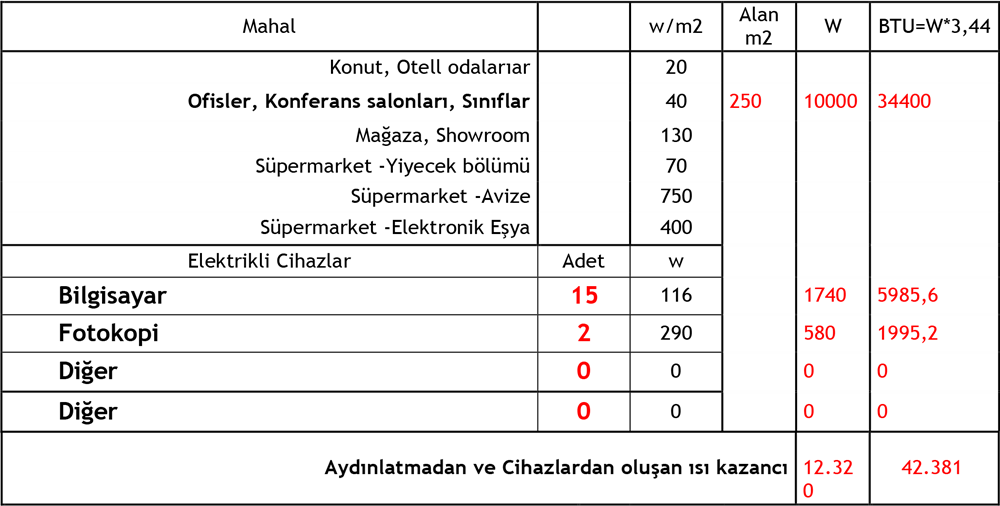 Mahal w/m2 Alan m2 W BTU=W*3,44
Konut, Otell odalarıar 20
Ofisler, Konferans salonları, Sınıflar 40 250 10000 34400
Mağaza, Showroom 130
Süpermarket -Yiyecek bölümü 70
Süpermarket -Avize 750
Süpermarket -Elektronik Eşya 400
Elektrikli Cihazlar Adet w
Bilgisayar 15 116 1740 5985,6
Fotokopi 2 290 580 1995,2
Diğer 0 0 0 0
Diğer 0 0 0 0
Aydınlatmadan ve Cihazlardan oluşan ısı kazancı 12.320 42.381